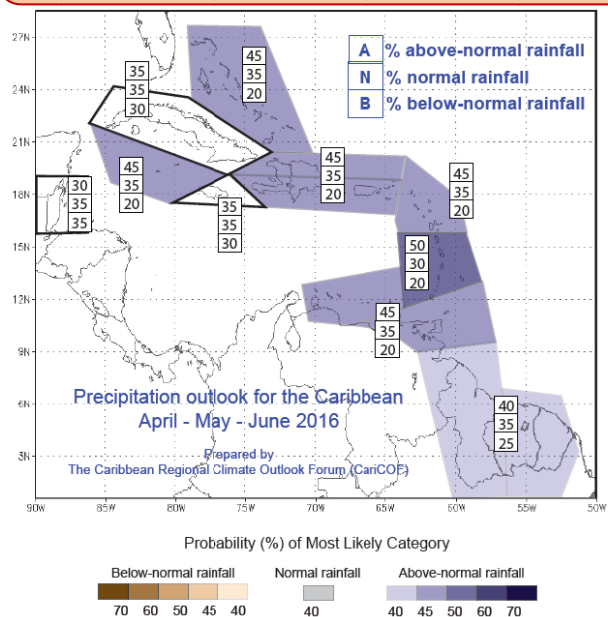 27N
24N
21N
18N
15N
12N
9N
6N
3N
A % above-normal rainfall
N % normal rainfall
B % below-normal rainfall
35
35
30
45
35
20
45
35
20
45
35
20
45
35
20
30
35
35
35
35
30
50
30
20
45
35
20
40
35
25
Precipitation outlook for the Caribbean
April - May - June 2016
Prepared by
The Caribbean Regional Climate Outlook Forum (CariCOF)
90W 85W 80W 75W 70W 65W 60W 55W 50W
Probability (%) of Most Likely Category
Below-normal rainfall Normal rainfall Above-normal rainfall
70 60 50 45 40 40 40 45 50 60 70